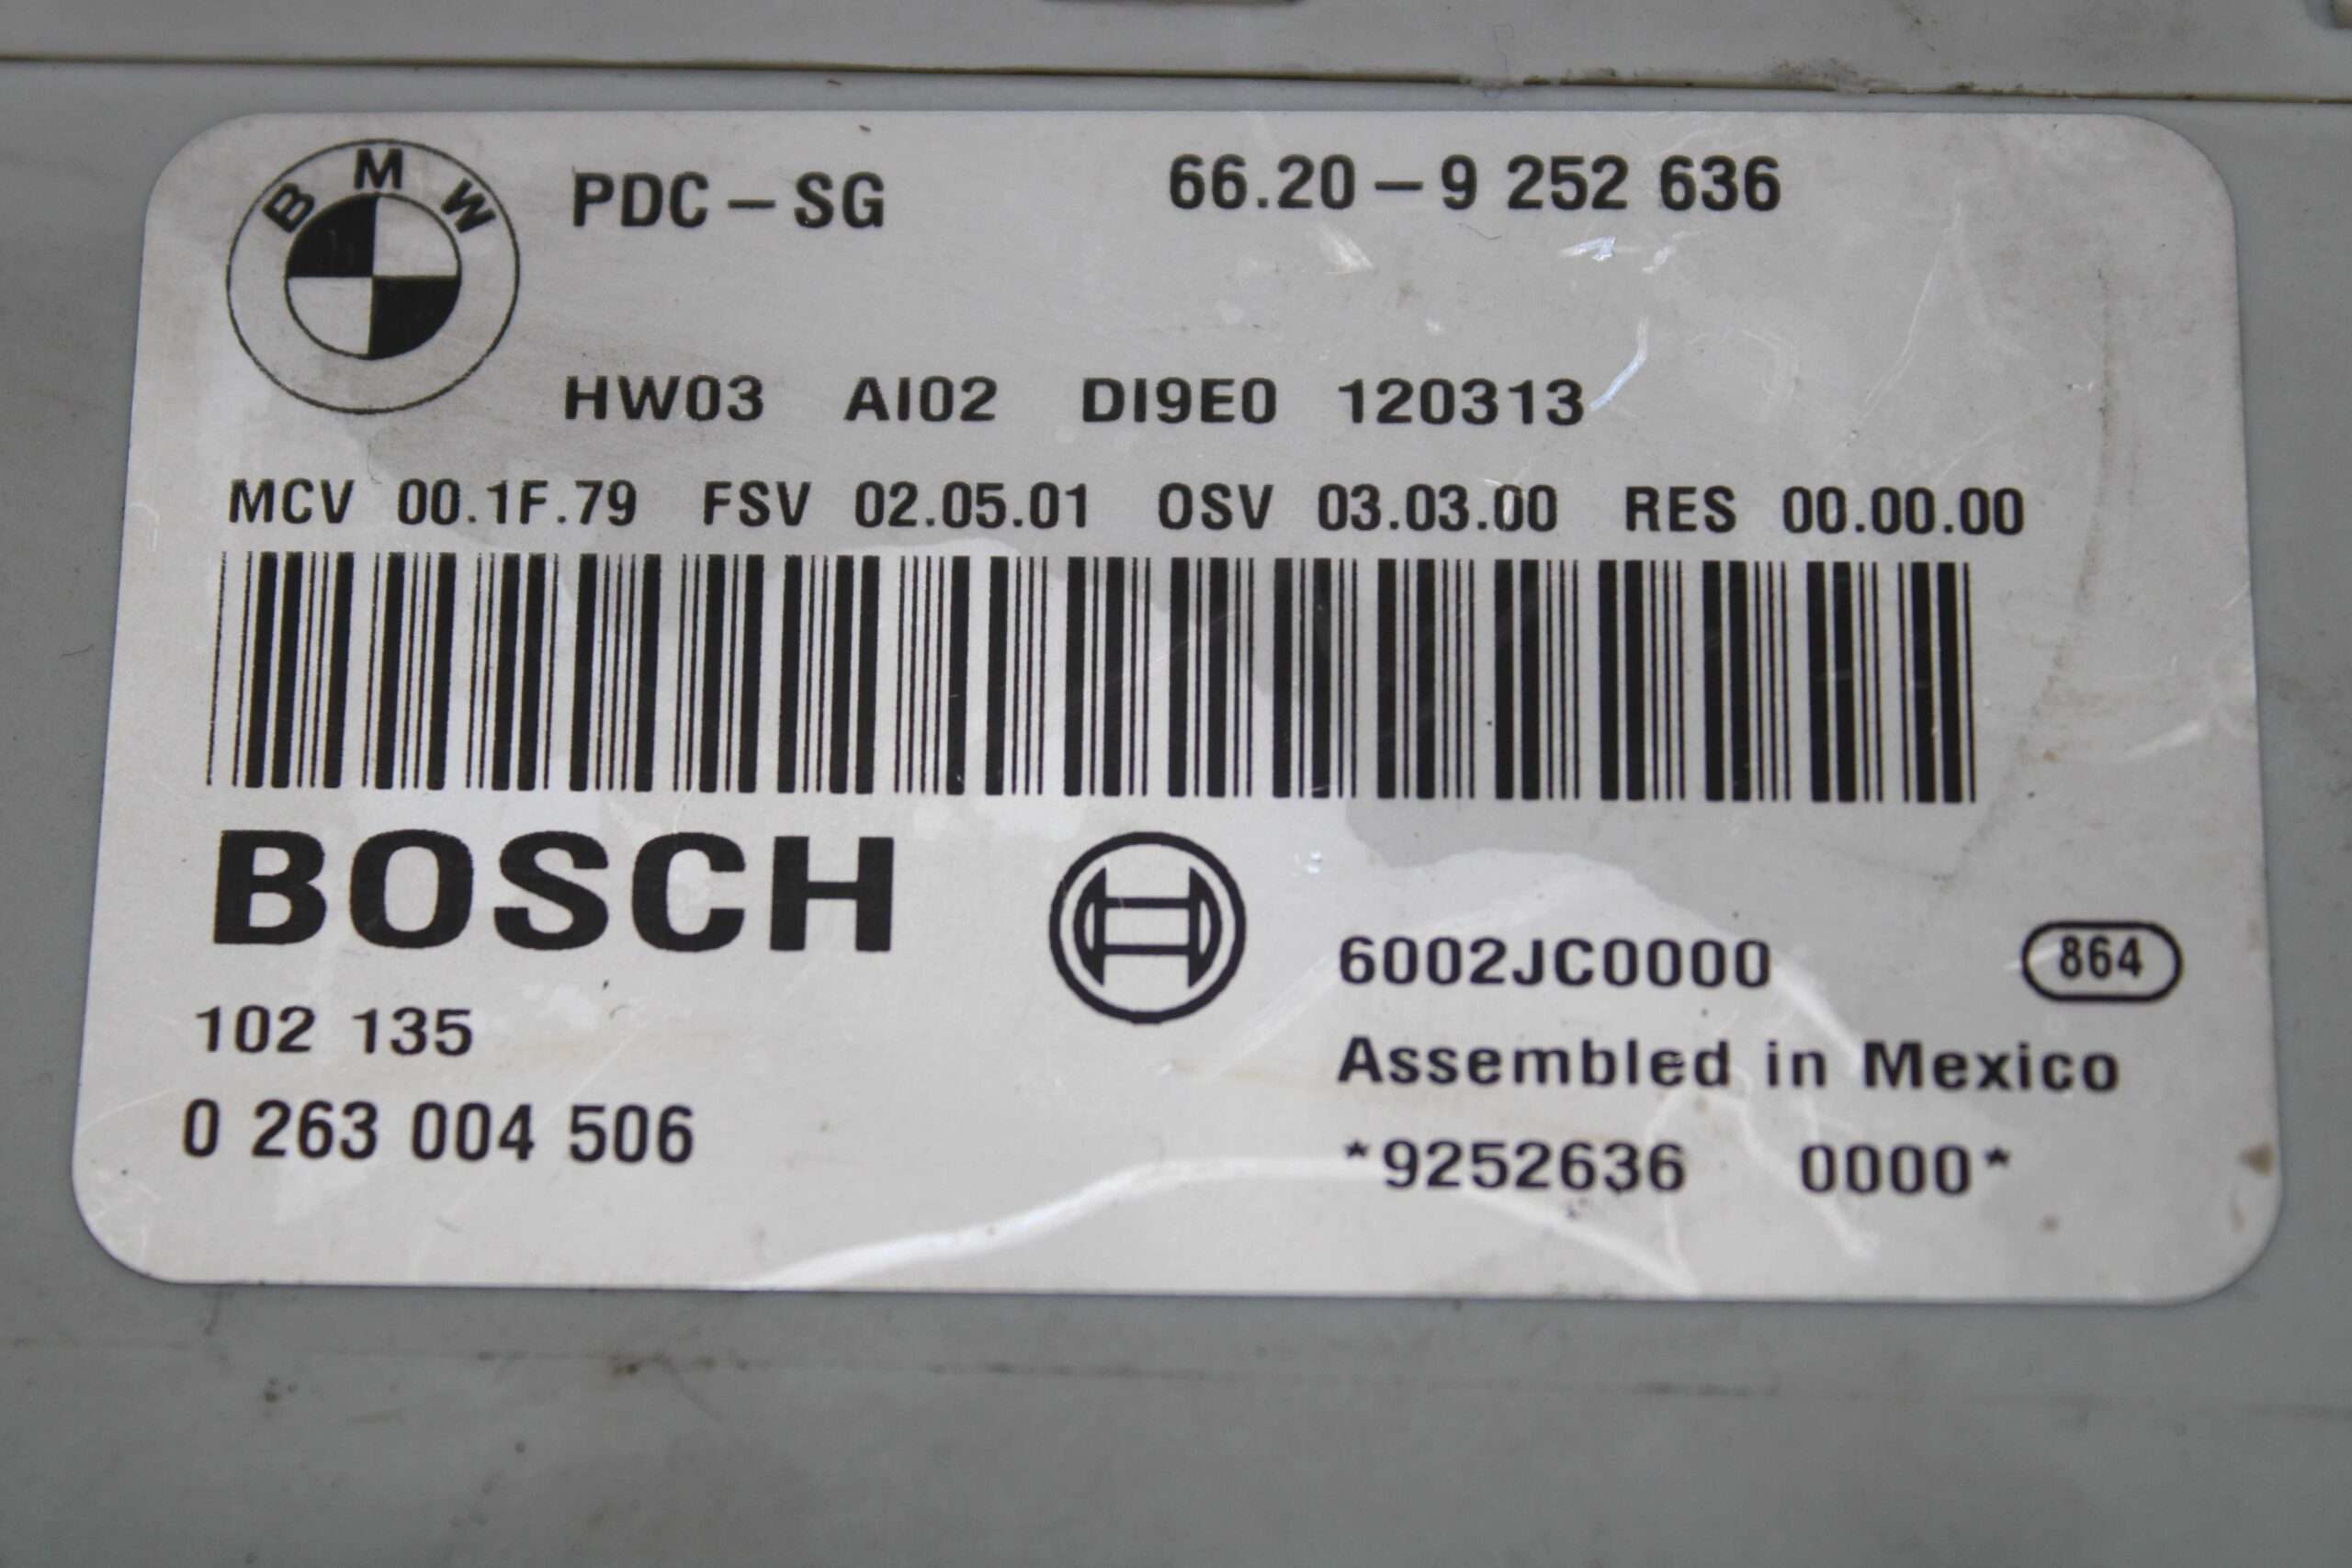 BMW
PDC-SG 66.20-9 252 636
HW03 AI02 DI9E0 120313
MCV 00.1F.79 FSV 02.05.01 OSV 03.03.00 RES 00.00.00
BOSCH
6002JC0000 864
102 135
Assembled in Mexico
0 263 004 506
*9252636 0000*